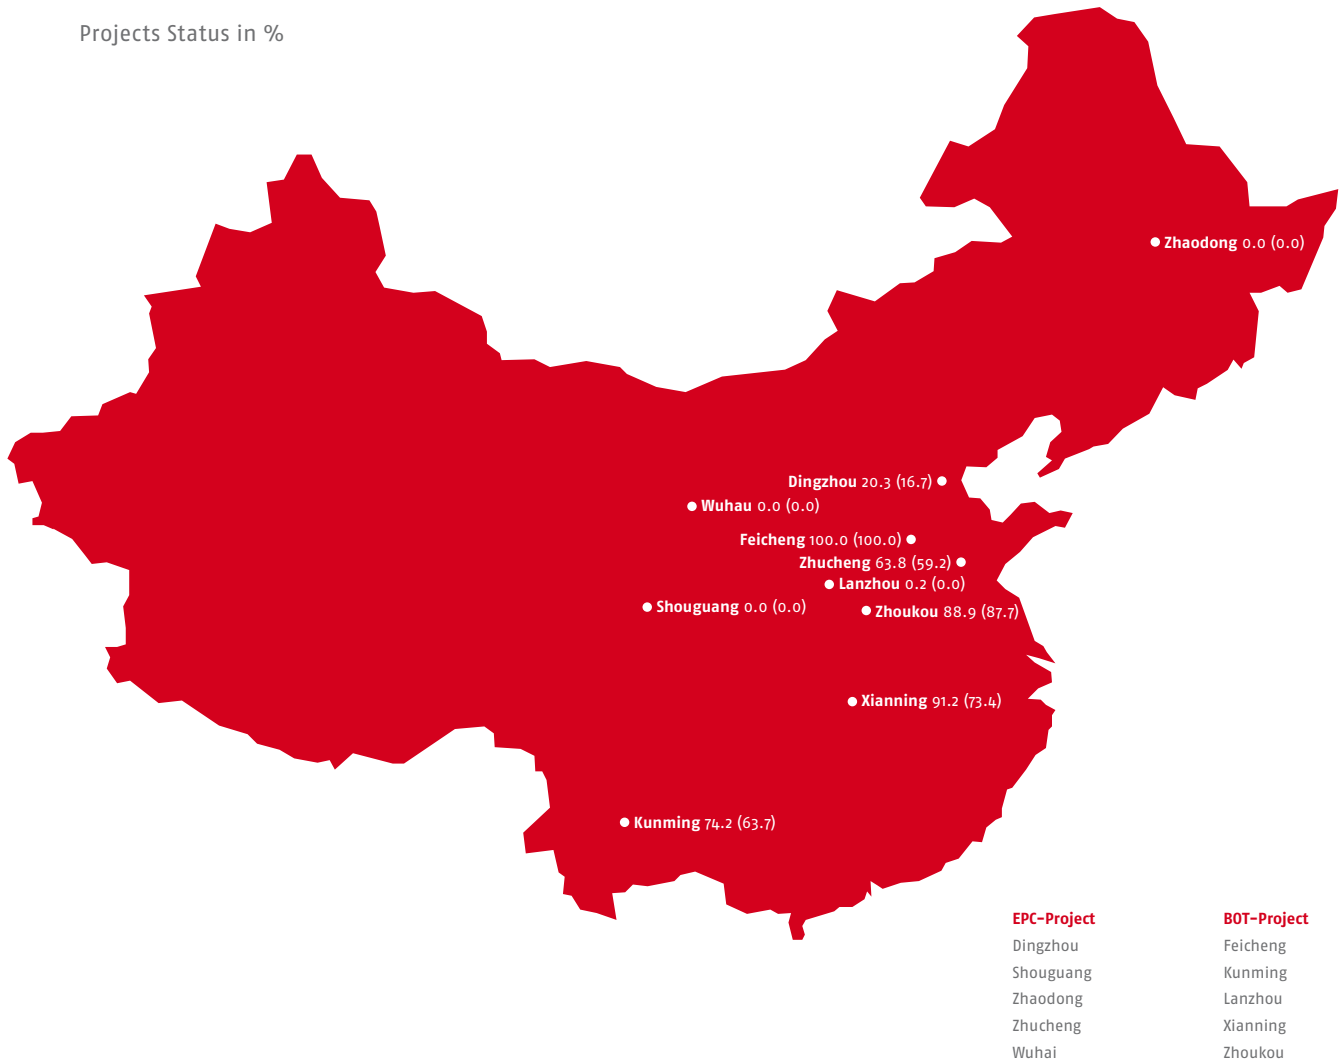 Projects Status in %
Zhaodong 0.0 (0.0)
Dingzhou 20.3 (16.7)
Wuhau 0.0 (0.0)
Feicheng 100.0 (100.0)
Zhucheng 63.8 (59.2)
Lanzhou 0.2 (0.0)
Shouguang 0.0 (0.0)
Zhoukou 88.9 (87.7)
Xianning 91.2 (73.4)
Kunming 74.2 (63.7)
EPC-Project
Dingzhou
Shouguang
Zhaodong
Zhucheng
Wuhai
BOT-Project
Feicheng
Kunming
Lanzhou
Xianning
Zhoukou